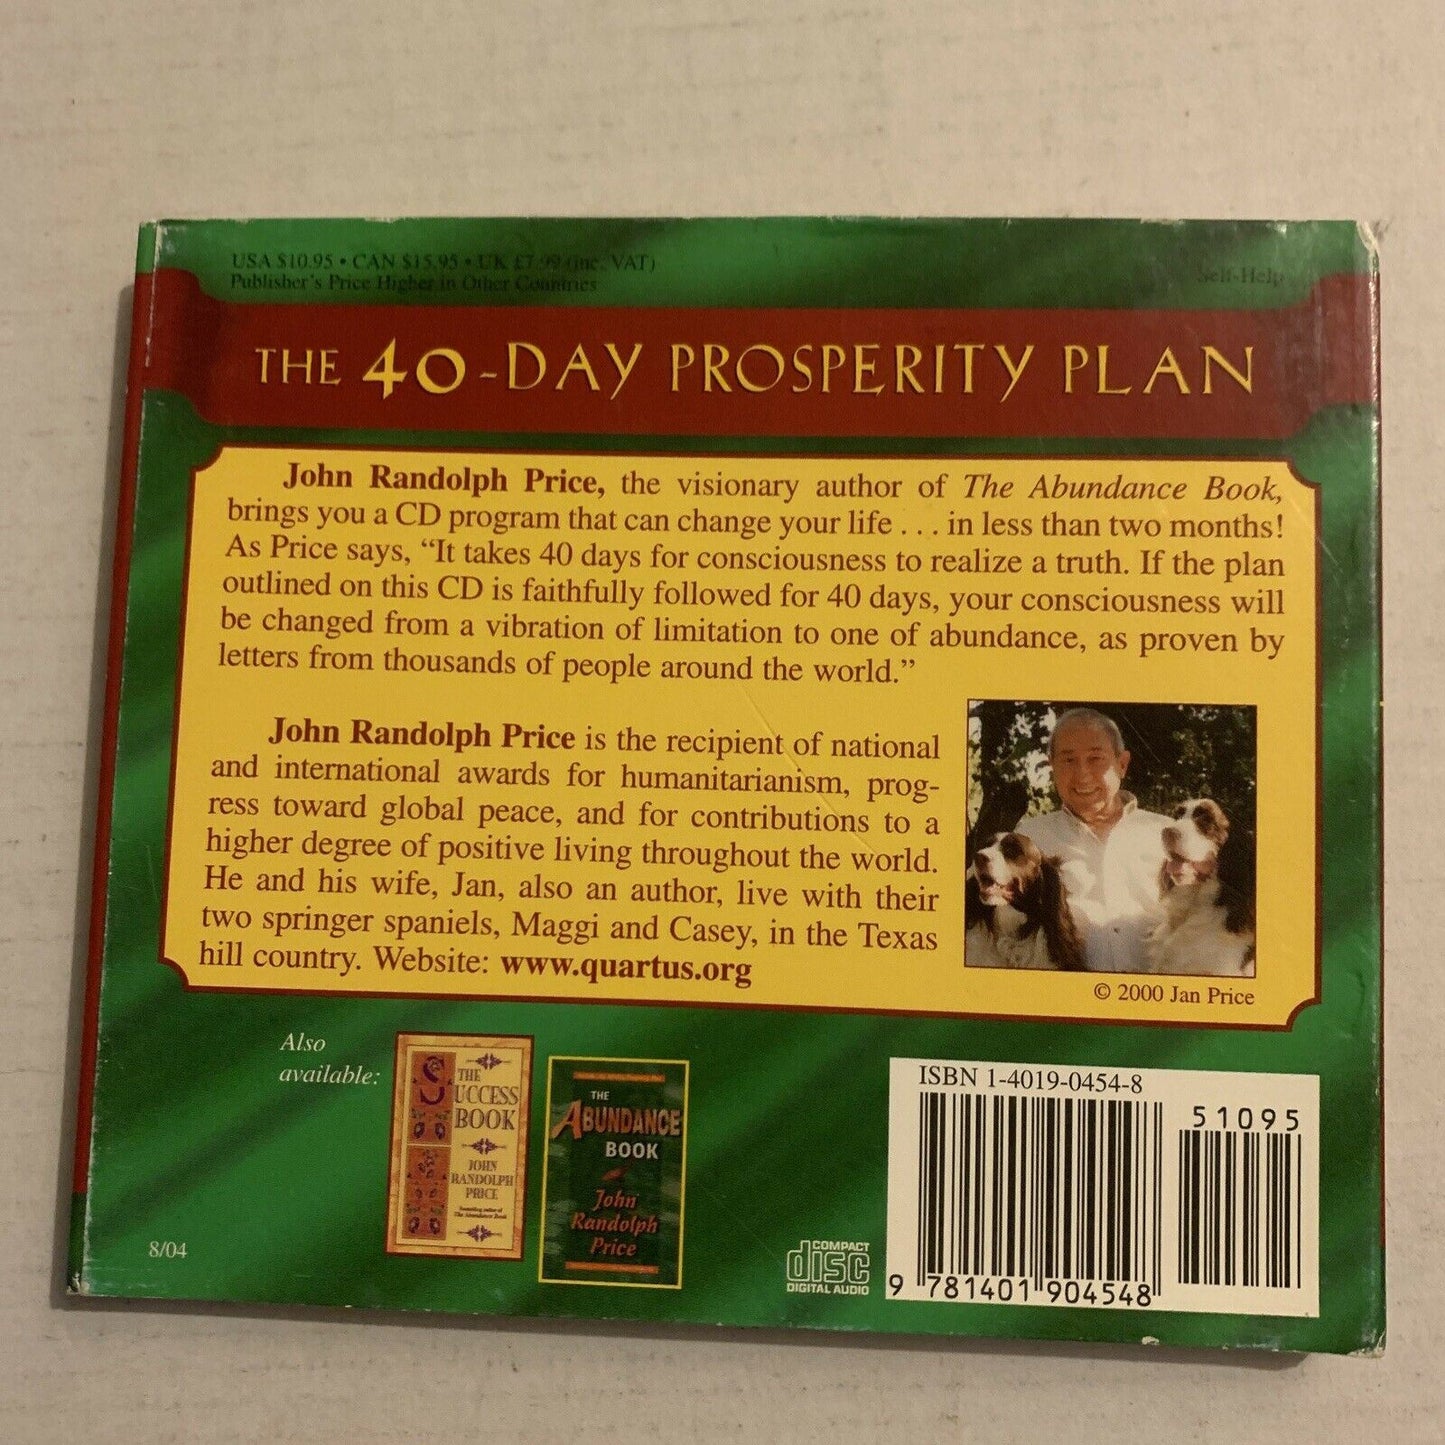 USA $10.95 • CAN $15.95 • UK £7.99 (inc. VAT)
Publisher's Price Higher in Other Countries
Self-Help
THE 40-DAY PROSPERITY PLAN
John Randolph Price, the visionary author of The Abundance Book,
brings you a CD program that can change your life . . . in less than two months!
As Price says, “It takes 40 days for consciousness to realize a truth. If the plan
outlined on this CD is faithfully followed for 40 days, your consciousness will
be changed from a vibration of limitation to one of abundance, as proven by
letters from thousands of people around the world.”
John Randolph Price is the recipient of national
and international awards for humanitarianism, prog-
ress toward global peace, and for contributions to a
higher degree of positive living throughout the world.
He and his wife, Jan, also an author, live with their
two springer spaniels, Maggi and Casey, in the Texas
hill country. Website: www.quartus.org
© 2000 Jan Price
Also
available:
THE
SUCCESS
BOOK
JOHN
RANDOLPH
PRICE
THE
ABUNDANCE
BOOK
John
Randolph
Price
8/04
COMPACT
disc
DIGITAL AUDIO
ISBN 1-4019-0454-8
51095
9 781401 904548